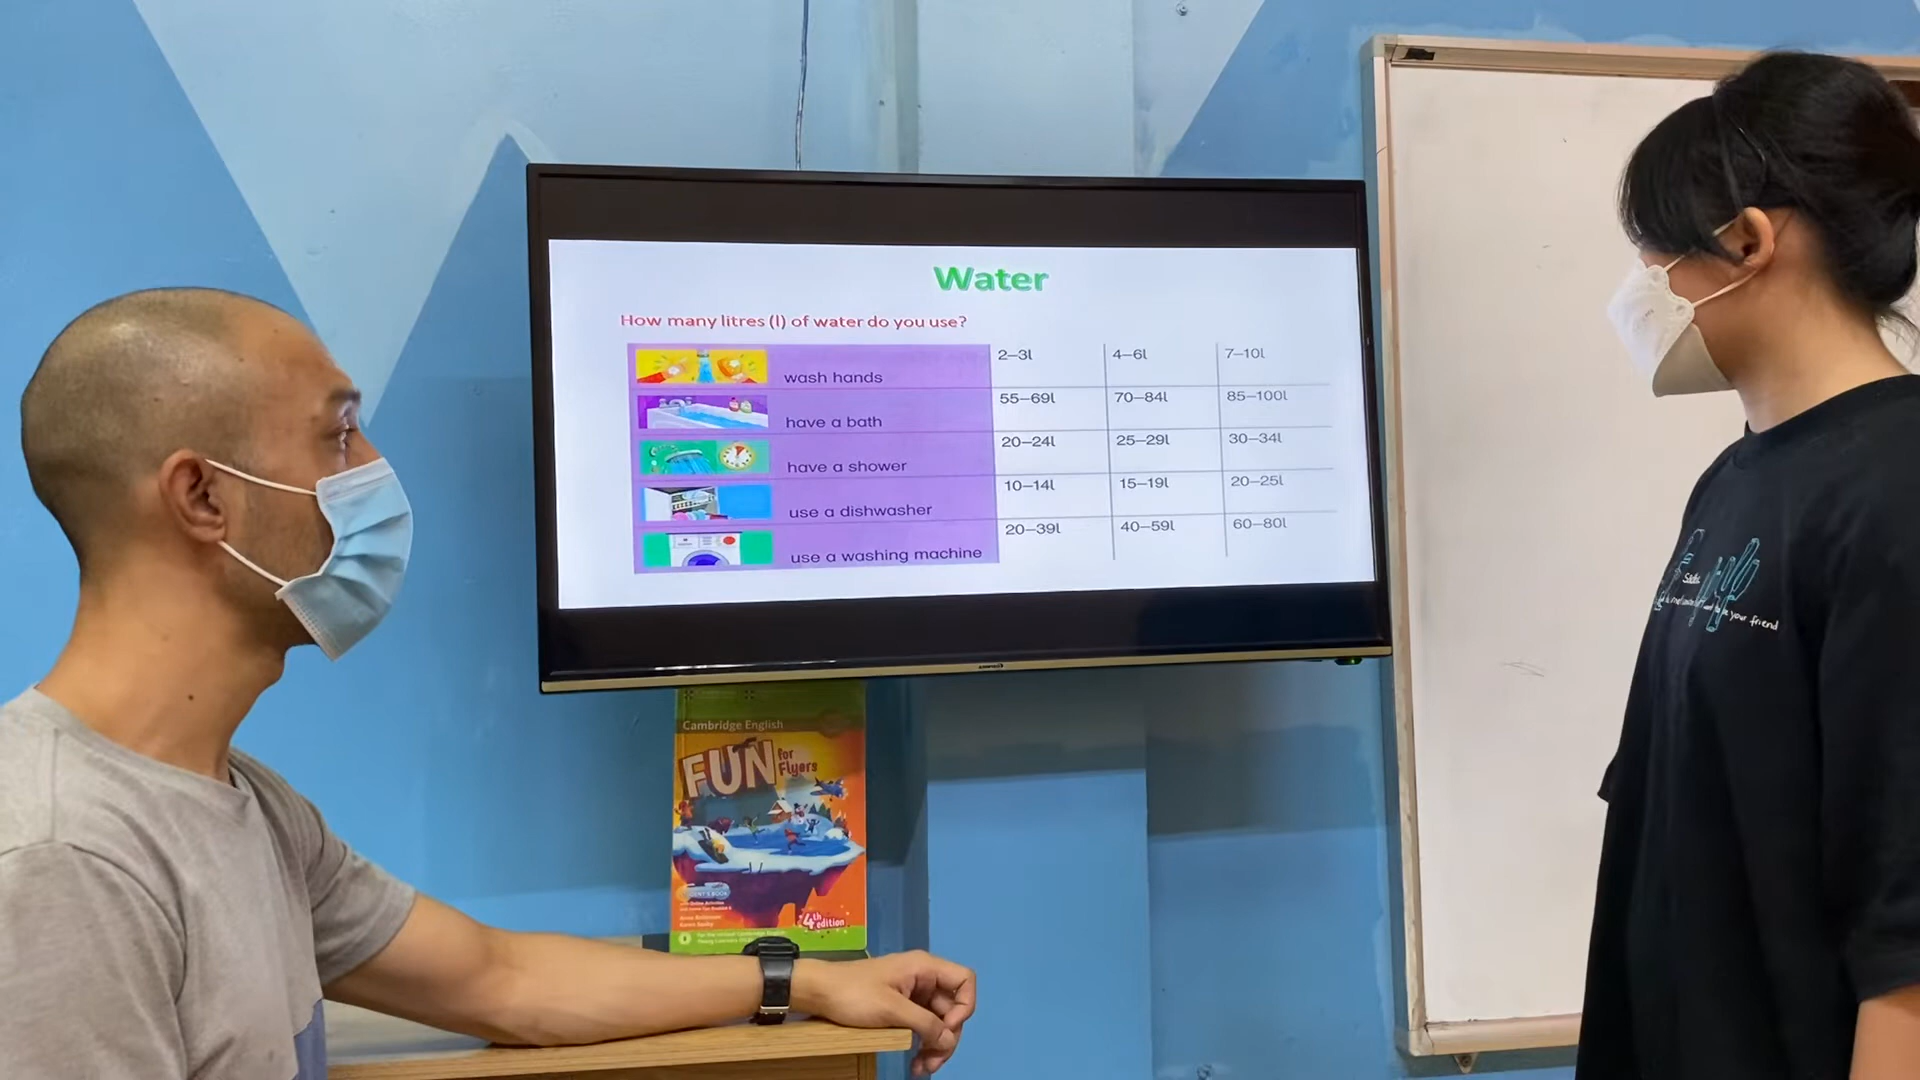 Water
How many litres (l) of water do you use?
wash hands 2–3l 4–6l 7–10l
have a bath 55–69l 70–84l 85–100l
have a shower 20–24l 25–29l 30–34l
use a dishwasher 10–14l 15–19l 20–25l
use a washing machine 20–39l 40–59l 60–80l
Cambridge English
FUN for Flyers
4th edition
your friend